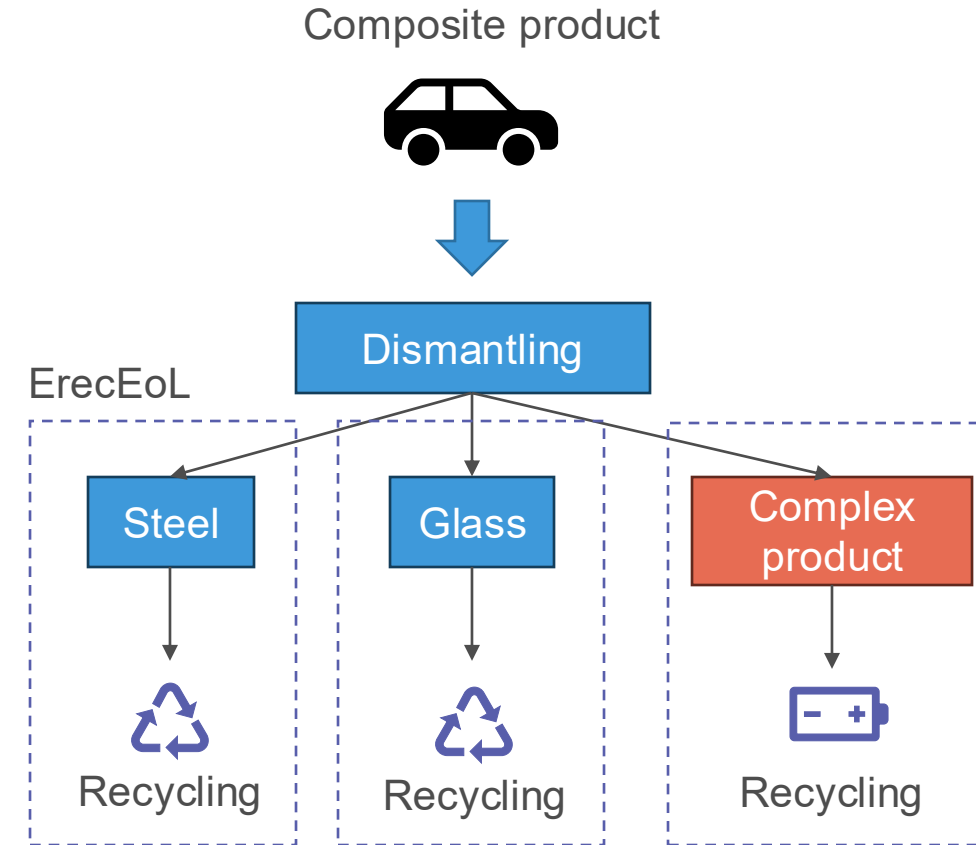 Composite product
Dismantling
ErecEoL
Steel
Glass
Complex
product
Recycling
Recycling
Recycling